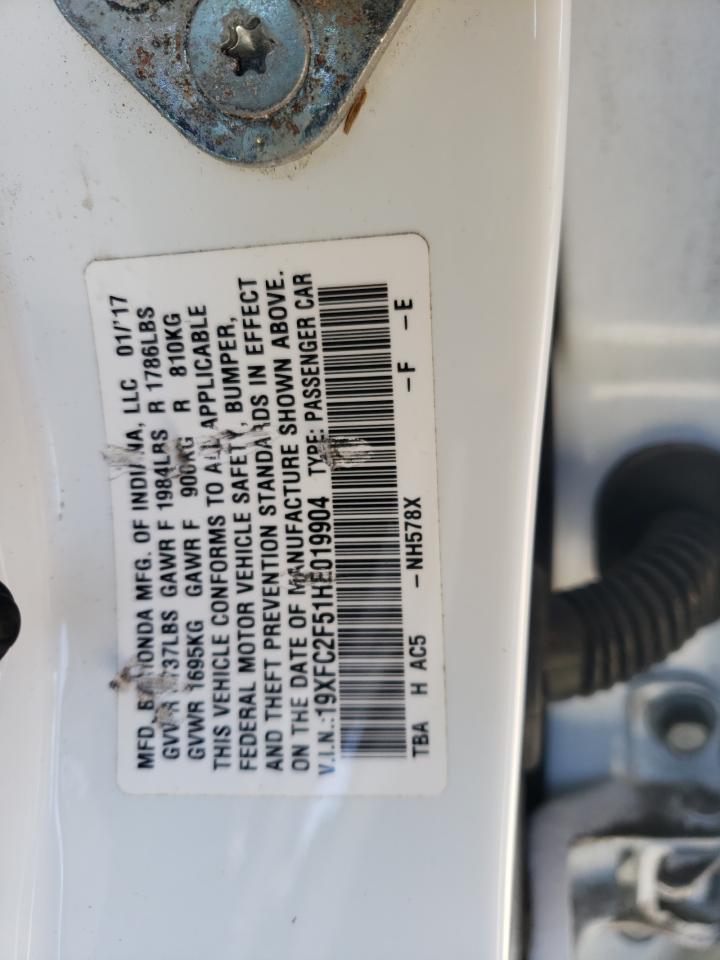 MFD. BY HONDA MFG. OF INDIANA, LLC 01/'17
GAWR F 1984LBS R 1786LBS
GVWR 1695KG GAWR F 900KG R 810KG
THIS VEHICLE CONFORMS TO ALL APPLICABLE
FEDERAL MOTOR VEHICLE SAFETY, BUMPER,
AND THEFT PREVENTION STANDARDS IN EFFECT
ON THE DATE OF MANUFACTURE SHOWN ABOVE.
V.I.N.:19XFC2F51HE019904 TYPE: PASSENGER CAR
TBA H AC5 -NH578X -F -E